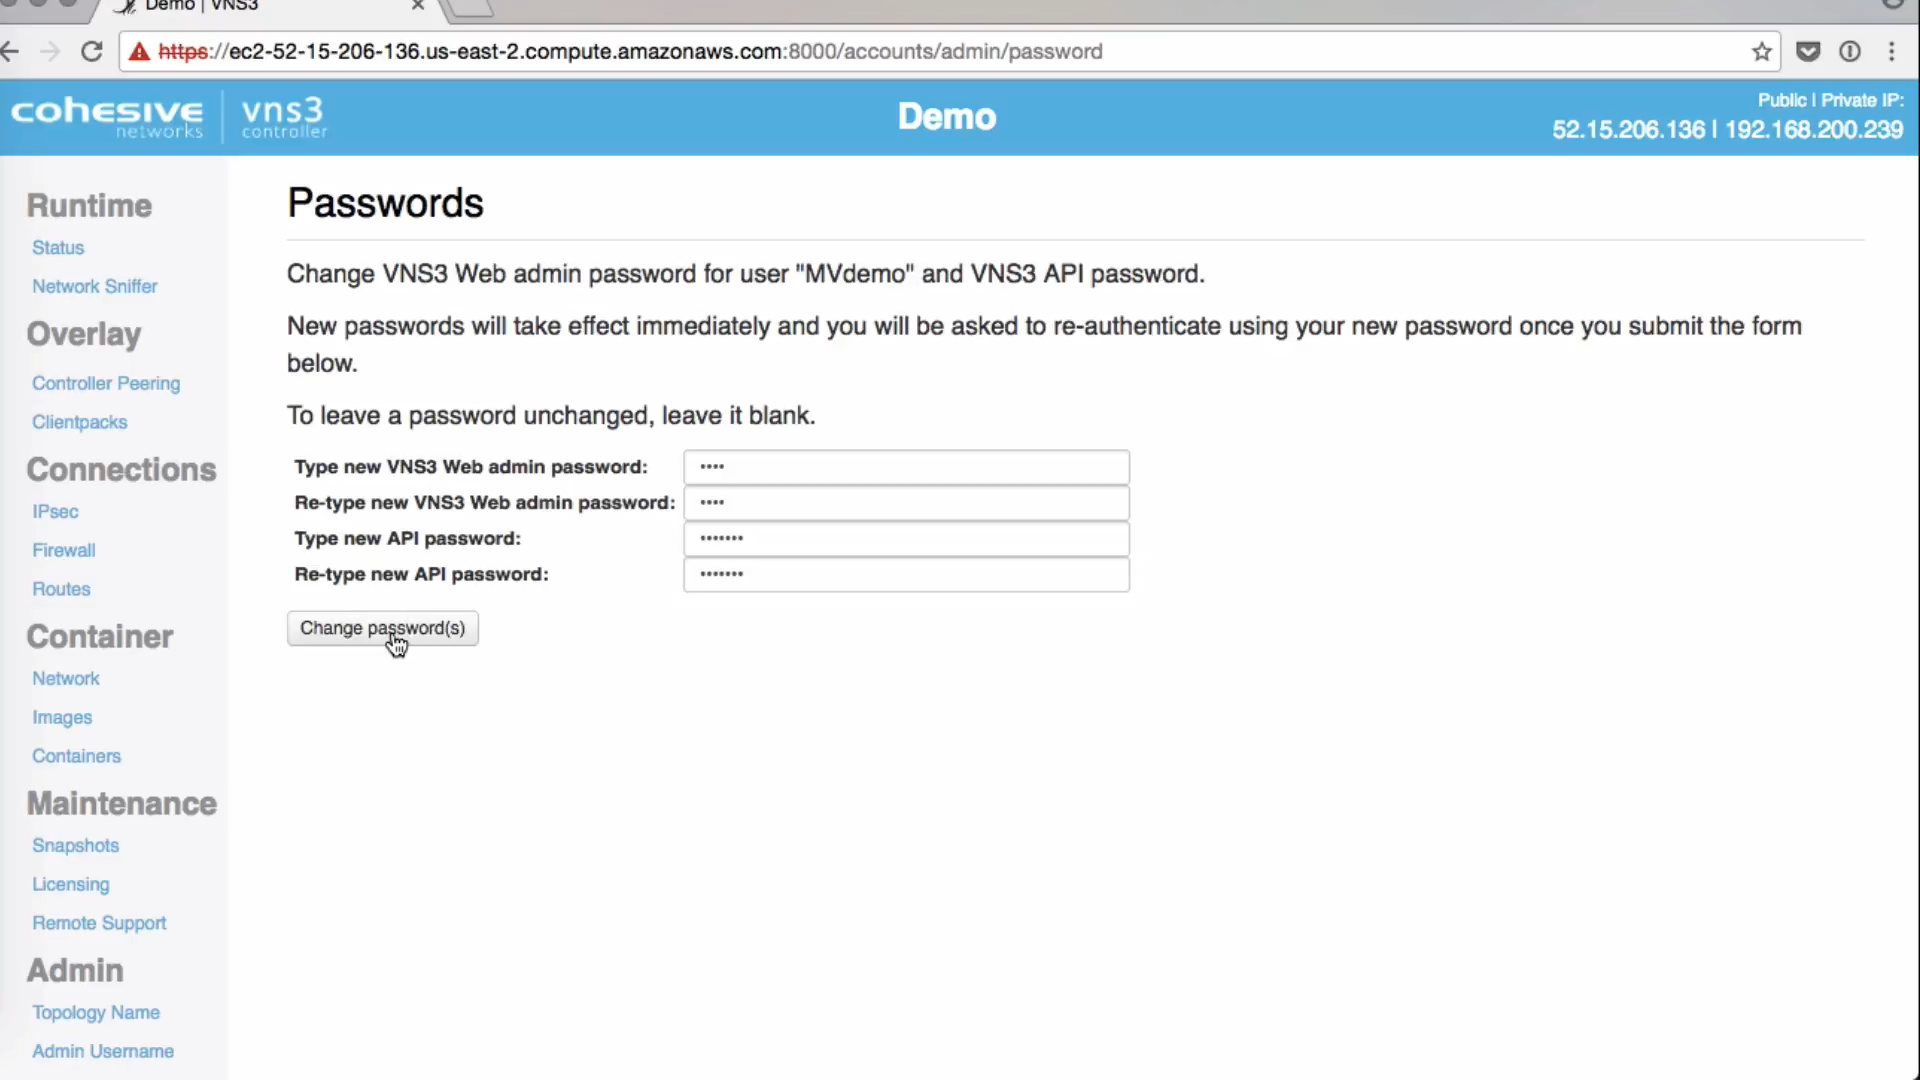 Demo | VNS3
https://ec2-52-15-206-136.us-east-2.compute.amazonaws.com:8000/accounts/admin/password
cohesive networks
vns3 controller
Demo
Public | Private IP:
52.15.206.136 | 192.168.200.239
Runtime
Status
Network Sniffer
Overlay
Controller Peering
Clientpacks
Connections
IPsec
Firewall
Routes
Container
Network
Images
Containers
Maintenance
Snapshots
Licensing
Remote Support
Admin
Topology Name
Admin Username
Passwords
Change VNS3 Web admin password for user "MVdemo" and VNS3 API password.
New passwords will take effect immediately and you will be asked to re-authenticate using your new password once you submit the form
below.
To leave a password unchanged, leave it blank.
Type new VNS3 Web admin password: ••••
Re-type new VNS3 Web admin password: ••••
Type new API password: •••••••
Re-type new API password: •••••••
Change password(s)